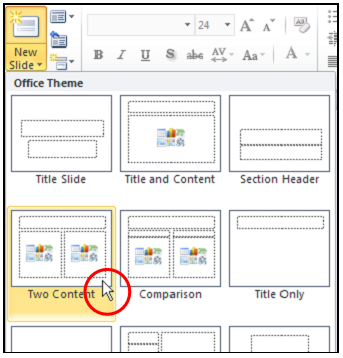 New
Slide
24
B I U S abc AV Aa A
Office Theme
Title Slide
Title and Content
Section Header
Two Content
Comparison
Title Only